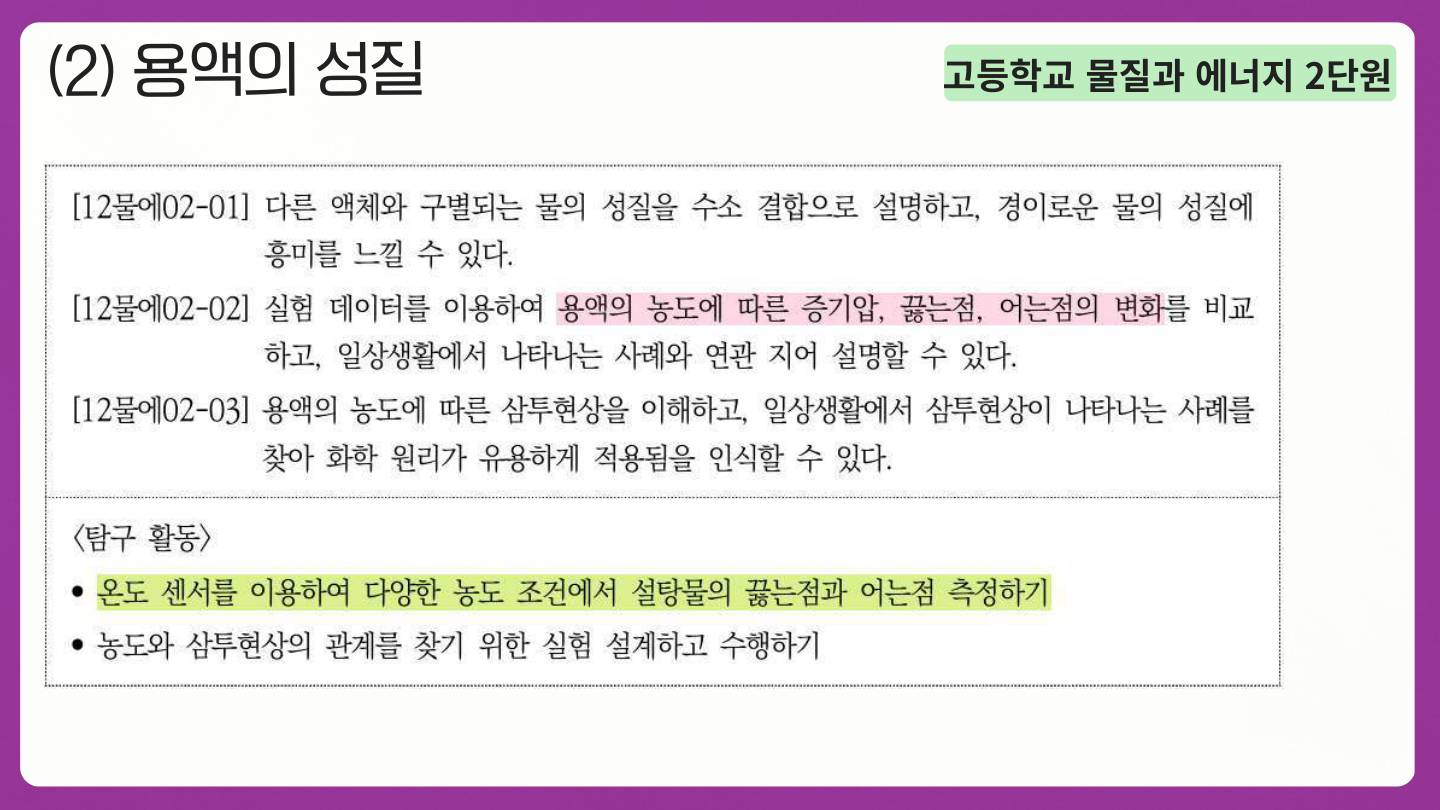 (2) 용액의 성질
고등학교 물질과 에너지 2단원
[12물에02-01] 다른 액체와 구별되는 물의 성질을 수소 결합으로 설명하고, 경이로운 물의 성질에
흥미를 느낄 수 있다.
[12물에02-02] 실험 데이터를 이용하여 용액의 농도에 따른 증기압, 끓는점, 어는점의 변화를 비교
하고, 일상생활에서 나타나는 사례와 연관 지어 설명할 수 있다.
[12물에02-03] 용액의 농도에 따른 삼투현상을 이해하고, 일상생활에서 삼투현상이 나타나는 사례를
찾아 화학 원리가 유용하게 적용됨을 인식할 수 있다.
〈탐구 활동〉
• 온도 센서를 이용하여 다양한 농도 조건에서 설탕물의 끓는점과 어는점 측정하기
• 농도와 삼투현상의 관계를 찾기 위한 실험 설계하고 수행하기